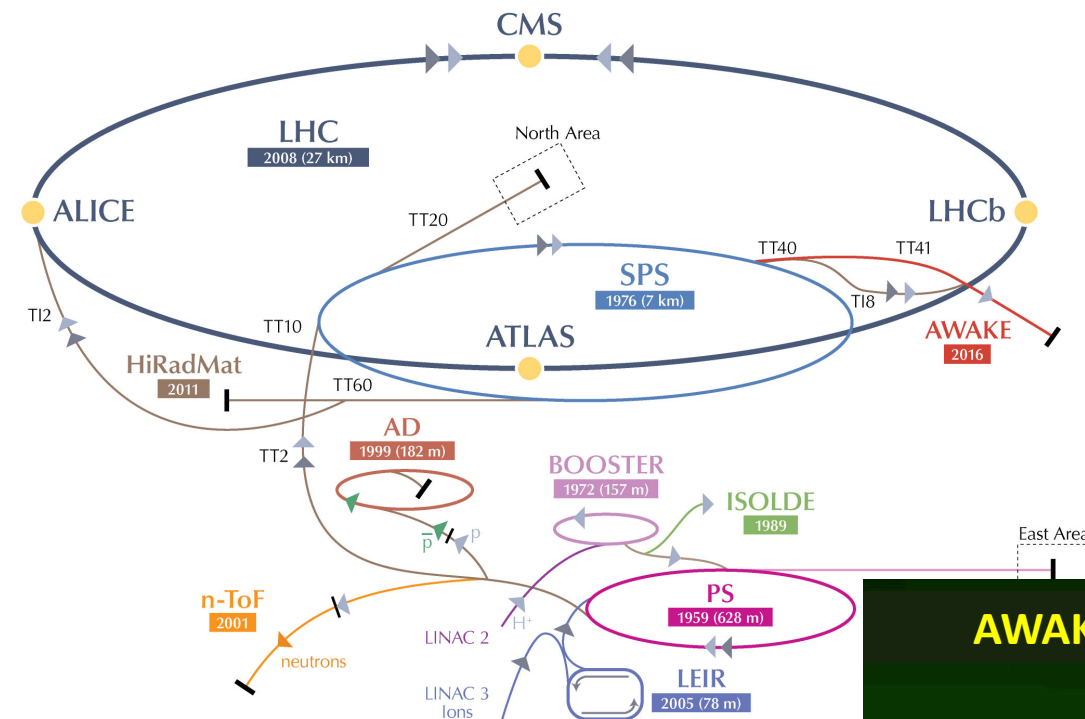 CMS
LHC
2008 (27 km)
North Area
ALICE
LHCb
TT20
TT40
TT41
SPS
1976 (7 km)
TI8
TI2
TT10
ATLAS
AWAKE
2016
HiRadMat
2011
TT60
AD
1999 (182 m)
TT2
BOOSTER
1972 (157 m)
ISOLDE
1989
p
p̅
East Area
n-ToF
2001
PS
1959 (628 m)
H⁺
LINAC 2
neutrons
LEIR
2005 (78 m)
LINAC 3
Ions
AWAK